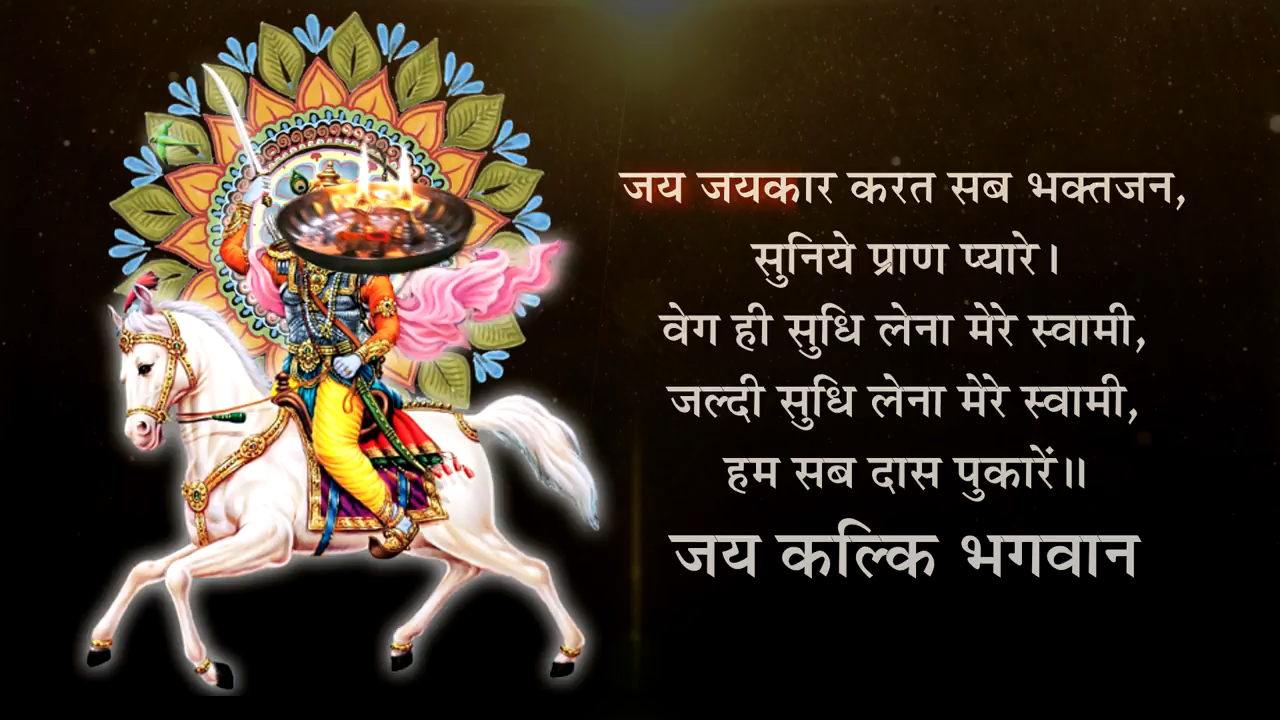 जय जयकार करत सब भक्तजन,
सुनिये प्राण प्यारे।
वेग ही सुधि लेना मेरे स्वामी,
जल्दी सुधि लेना मेरे स्वामी,
हम सब दास पुकारें॥
जय कल्कि भगवान